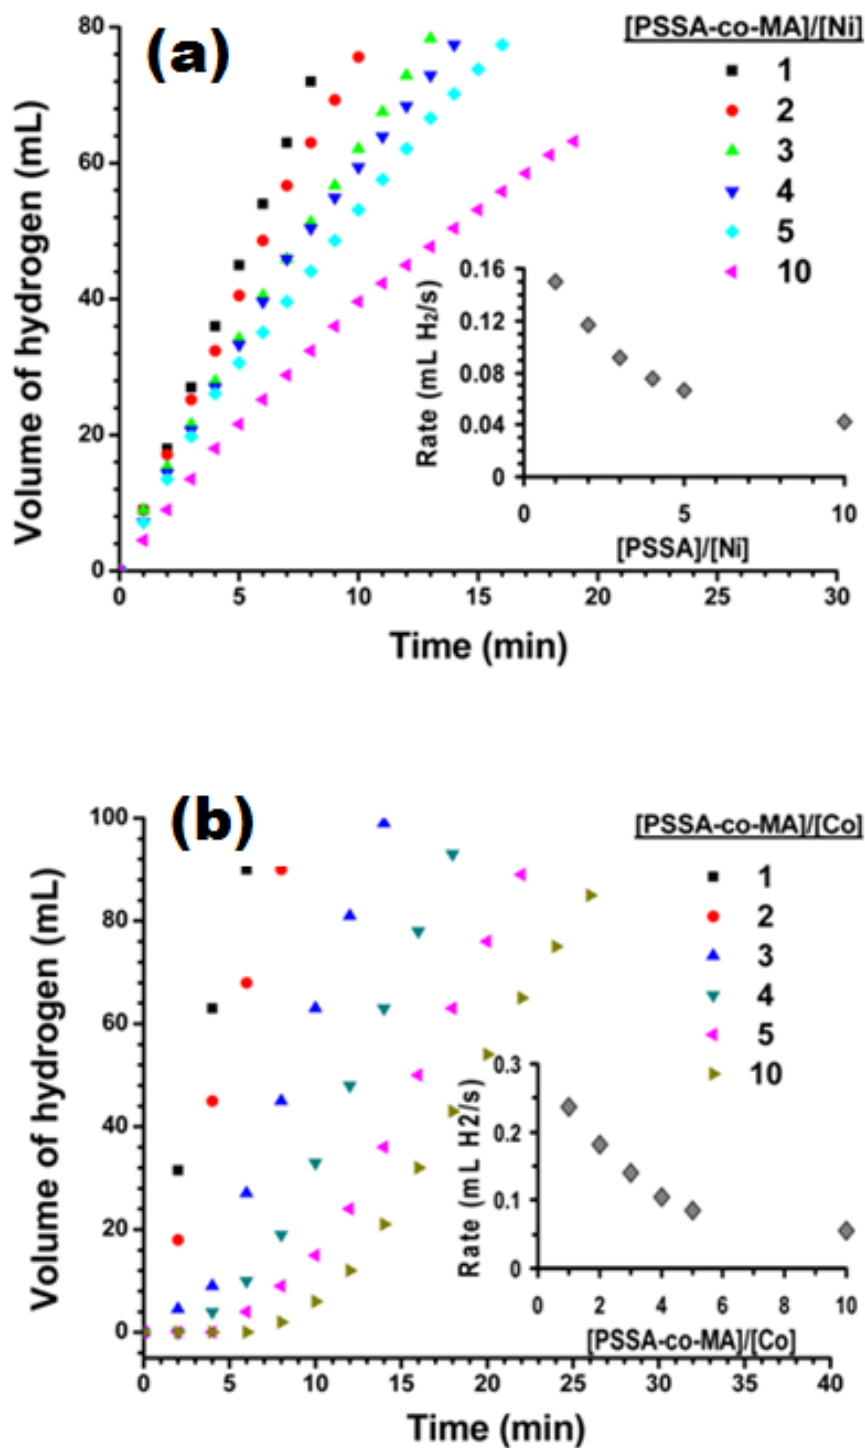 (a)
[PSSA-co-MA]/[Ni]
1
2
3
4
5
10
Volume of hydrogen (mL)
80
60
40
20
0
0 5 10 15 20 25 30
Time (min)
Rate (mL H₂/s)
0.16
0.12
0.08
0.04
0
0 5 10
[PSSA]/[Ni]
(b)
[PSSA-co-MA]/[Co]
1
2
3
4
5
10
Volume of hydrogen (mL)
100
80
60
40
20
0
0 5 10 15 20 25 30 35 40
Time (min)
Rate (mL H2/s)
0.3
0.2
0.1
0
0 2 4 6 8 10
[PSSA-co-MA]/[Co]